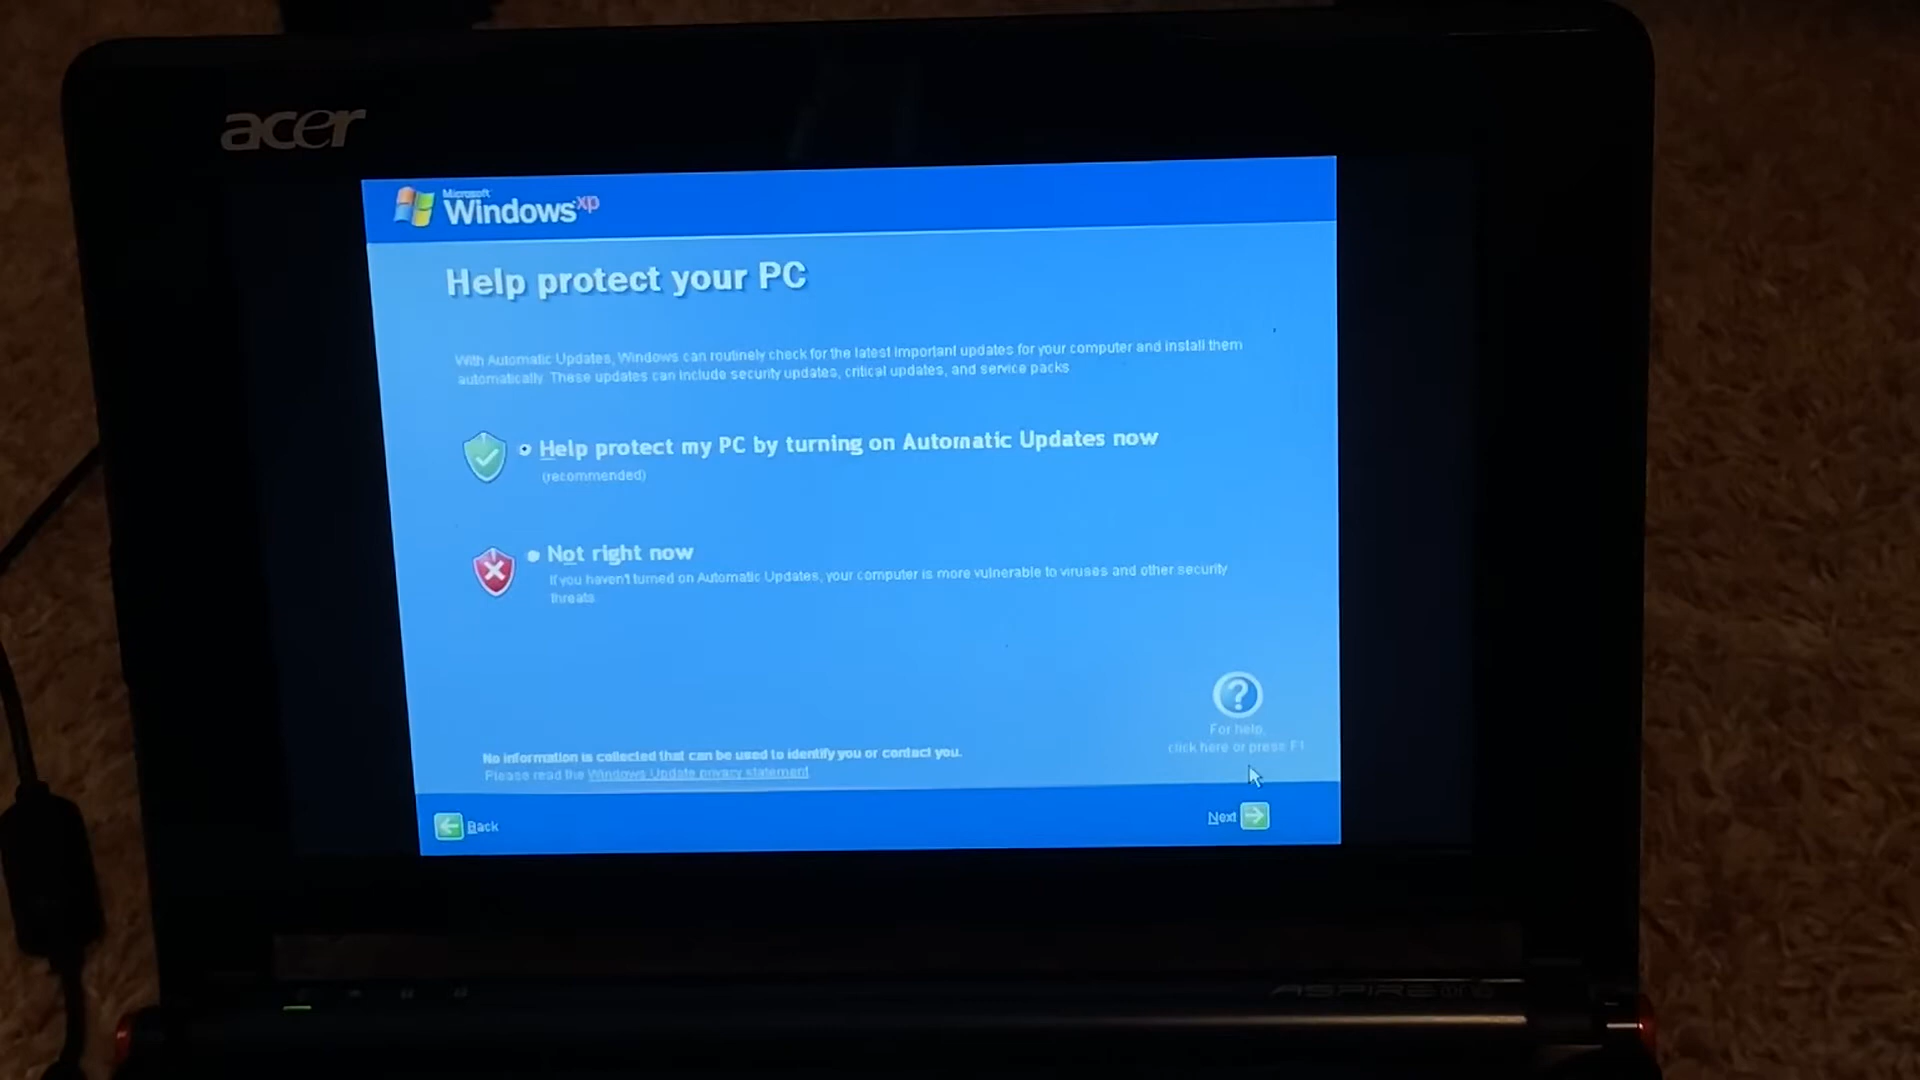 acer
Microsoft
Windows xp
Help protect your PC
With Automatic Updates, Windows can routinely check for the latest important updates for your computer and install them
automatically. These updates can include security updates, critical updates, and service packs
Help protect my PC by turning on Automatic Updates now
(recommended)
Not right now
If you haven't turned on Automatic Updates, your computer is more vulnerable to viruses and other security
threats
For help,
click here or press F1
No information is collected that can be used to identify you or contact you.
Please read the Windows Update privacy statement
Back
Next
ASPIRE one